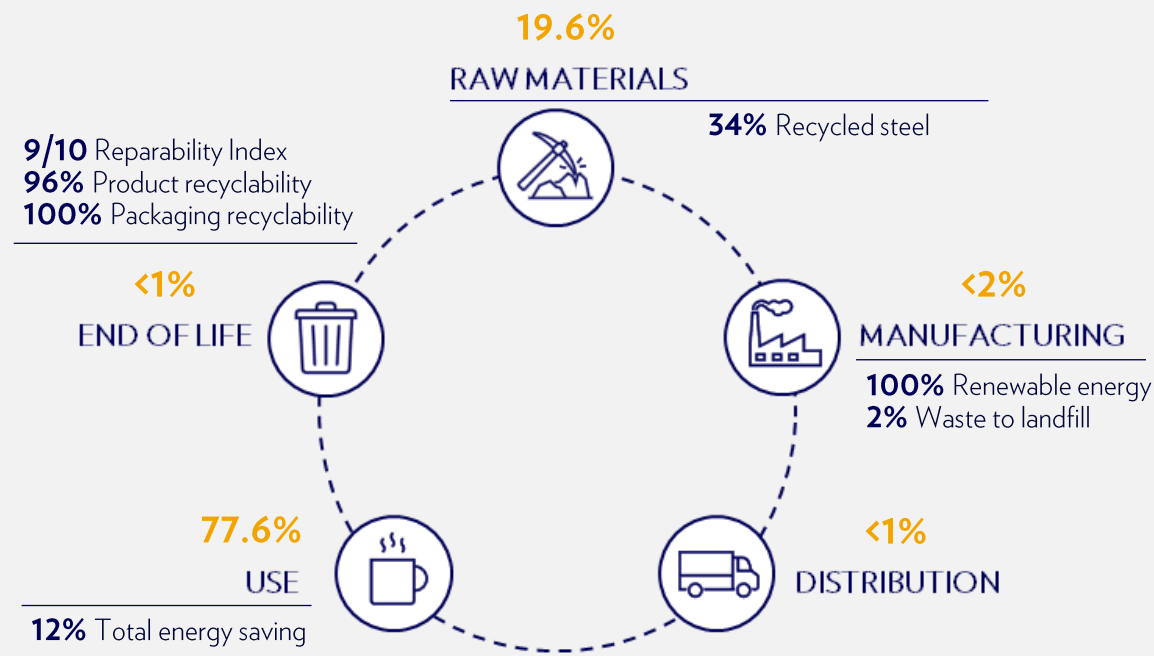 19.6%
RAW MATERIALS
34% Recycled steel
9/10 Reparability Index
96% Product recyclability
100% Packaging recyclability
<1%
END OF LIFE
<2%
MANUFACTURING
100% Renewable energy
2% Waste to landfill
77.6%
USE
12% Total energy saving
<1%
DISTRIBUTION